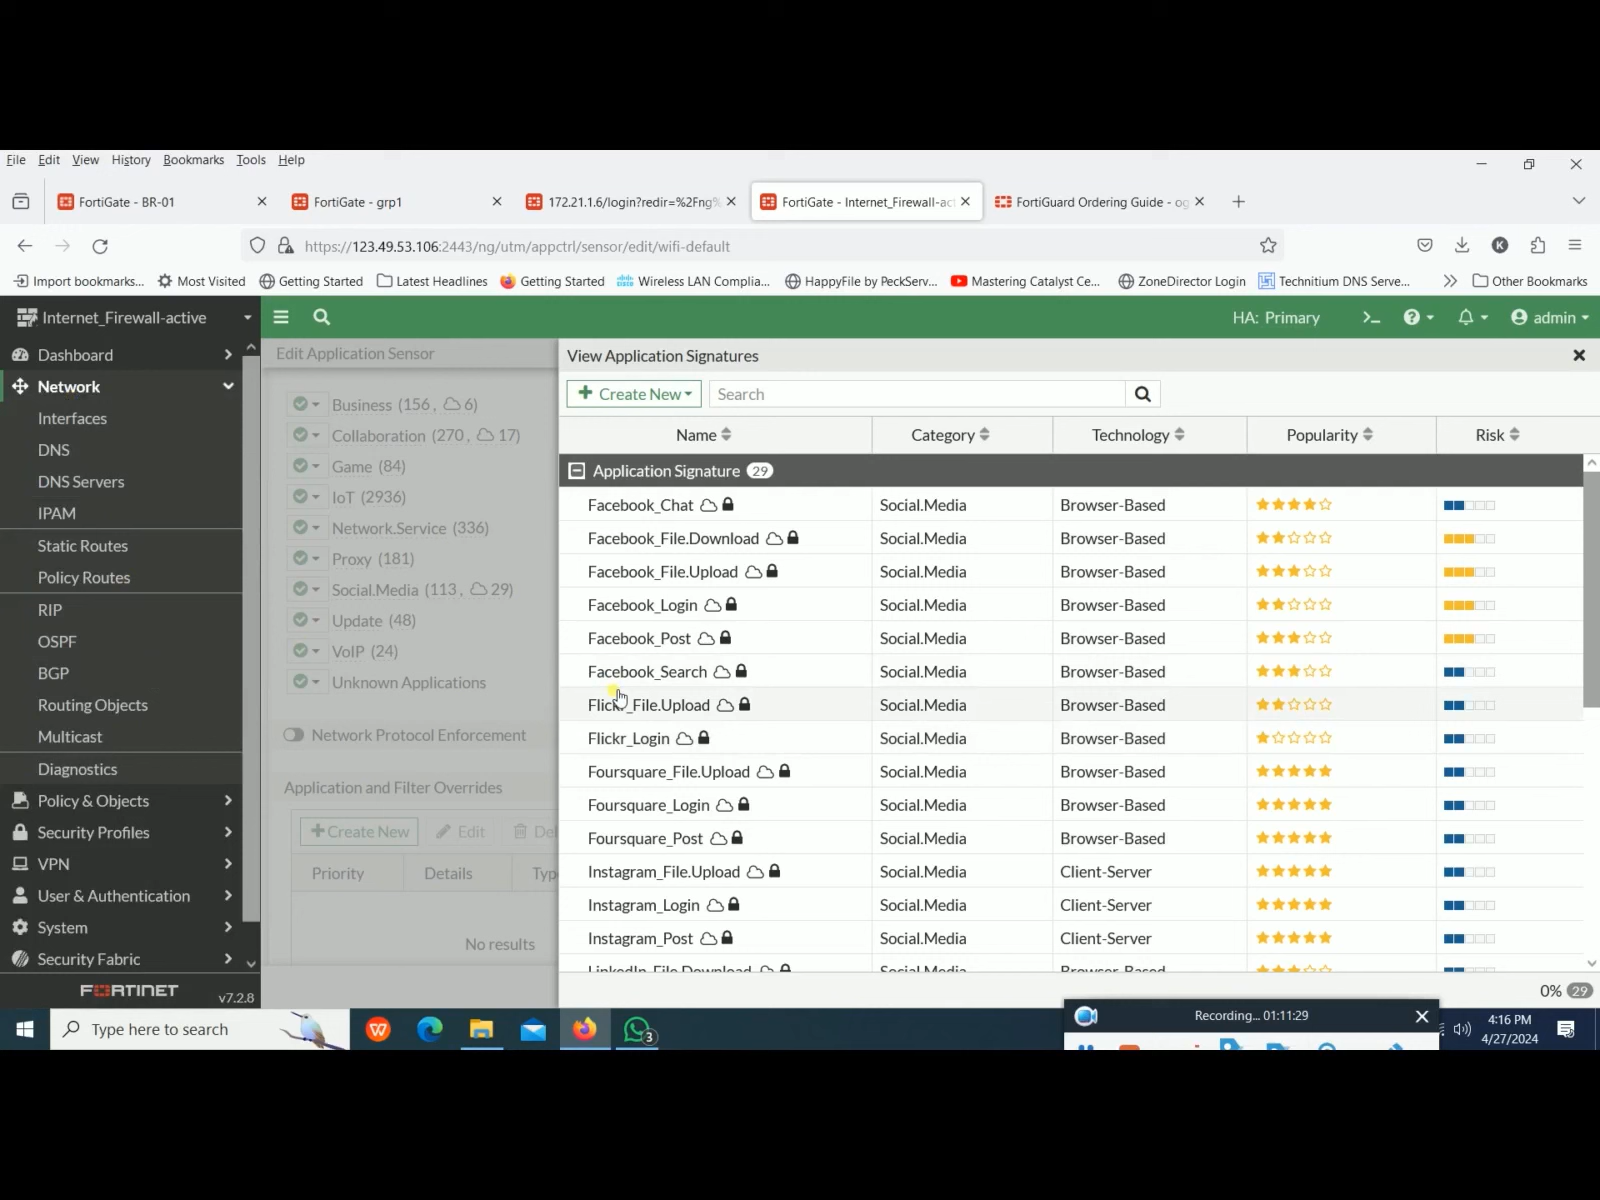 File Edit View History Bookmarks Tools Help
FortiGate - BR-01
FortiGate - grp1
172.21.1.6/login?redir=%2Fng%
FortiGate - Internet_Firewall-act
FortiGuard Ordering Guide - og
https://123.49.53.106:2443/ng/utm/appctrl/sensor/edit/wifi-default
K
Import bookmarks... Most Visited Getting Started Latest Headlines Getting Started Wireless LAN Complia... HappyFile by PeckServ... Mastering Catalyst Ce... ZoneDirector Login Technitium DNS Serve... Other Bookmarks
Internet_Firewall-active
HA: Primary
admin
Dashboard
Network
Interfaces
DNS
DNS Servers
IPAM
Static Routes
Policy Routes
RIP
OSPF
BGP
Routing Objects
Multicast
Diagnostics
Policy & Objects
Security Profiles
VPN
User & Authentication
System
Security Fabric
FORTINET
v7.2.8
Edit Application Sensor
Business (156, 6)
Collaboration (270, 17)
Game (84)
IoT (2936)
Network.Service (336)
Proxy (181)
Social.Media (113, 29)
Update (48)
VoIP (24)
Unknown Applications
Network Protocol Enforcement
Application and Filter Overrides
Create New Edit Del
Priority Details Typ
No results
View Application Signatures
Create New Search
Name Category Technology Popularity Risk
Application Signature 29
Facebook_Chat Social.Media Browser-Based
Facebook_File.Download Social.Media Browser-Based
Facebook_File.Upload Social.Media Browser-Based
Facebook_Login Social.Media Browser-Based
Facebook_Post Social.Media Browser-Based
Facebook_Search Social.Media Browser-Based
Flickr_File.Upload Social.Media Browser-Based
Flickr_Login Social.Media Browser-Based
Foursquare_File.Upload Social.Media Browser-Based
Foursquare_Login Social.Media Browser-Based
Foursquare_Post Social.Media Browser-Based
Instagram_File.Upload Social.Media Client-Server
Instagram_Login Social.Media Client-Server
Instagram_Post Social.Media Client-Server
LinkedIn_File.Download Social.Media Browser-Based
0% 29
Type here to search
3
Recording... 01:11:29
4:16 PM
4/27/2024